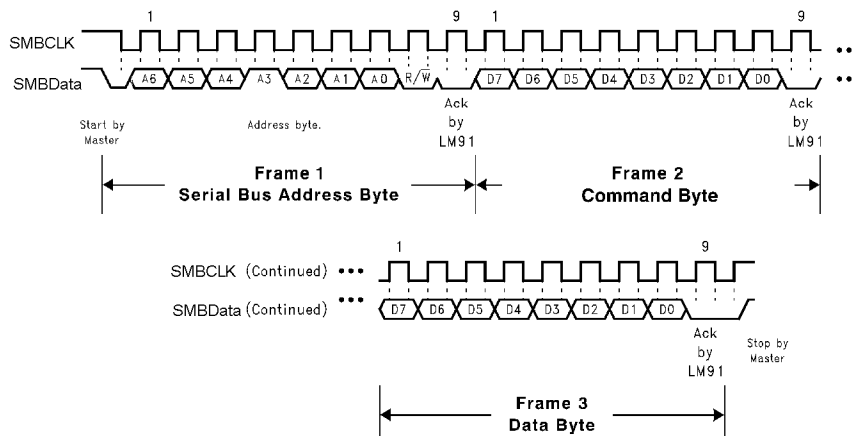 1 9 1 9
SMBCLK
SMBData A6 A5 A4 A3 A2 A1 A0 R/W̅ D7 D6 D5 D4 D3 D2 D1 D0
Start by
Master
Address byte.
Ack
by
LM91
Ack
by
LM91
Frame 1
Serial Bus Address Byte
Frame 2
Command Byte
1 9
SMBCLK (Continued)
SMBData (Continued) D7 D6 D5 D4 D3 D2 D1 D0
Ack
by
LM91
Stop by
Master
Frame 3
Data Byte